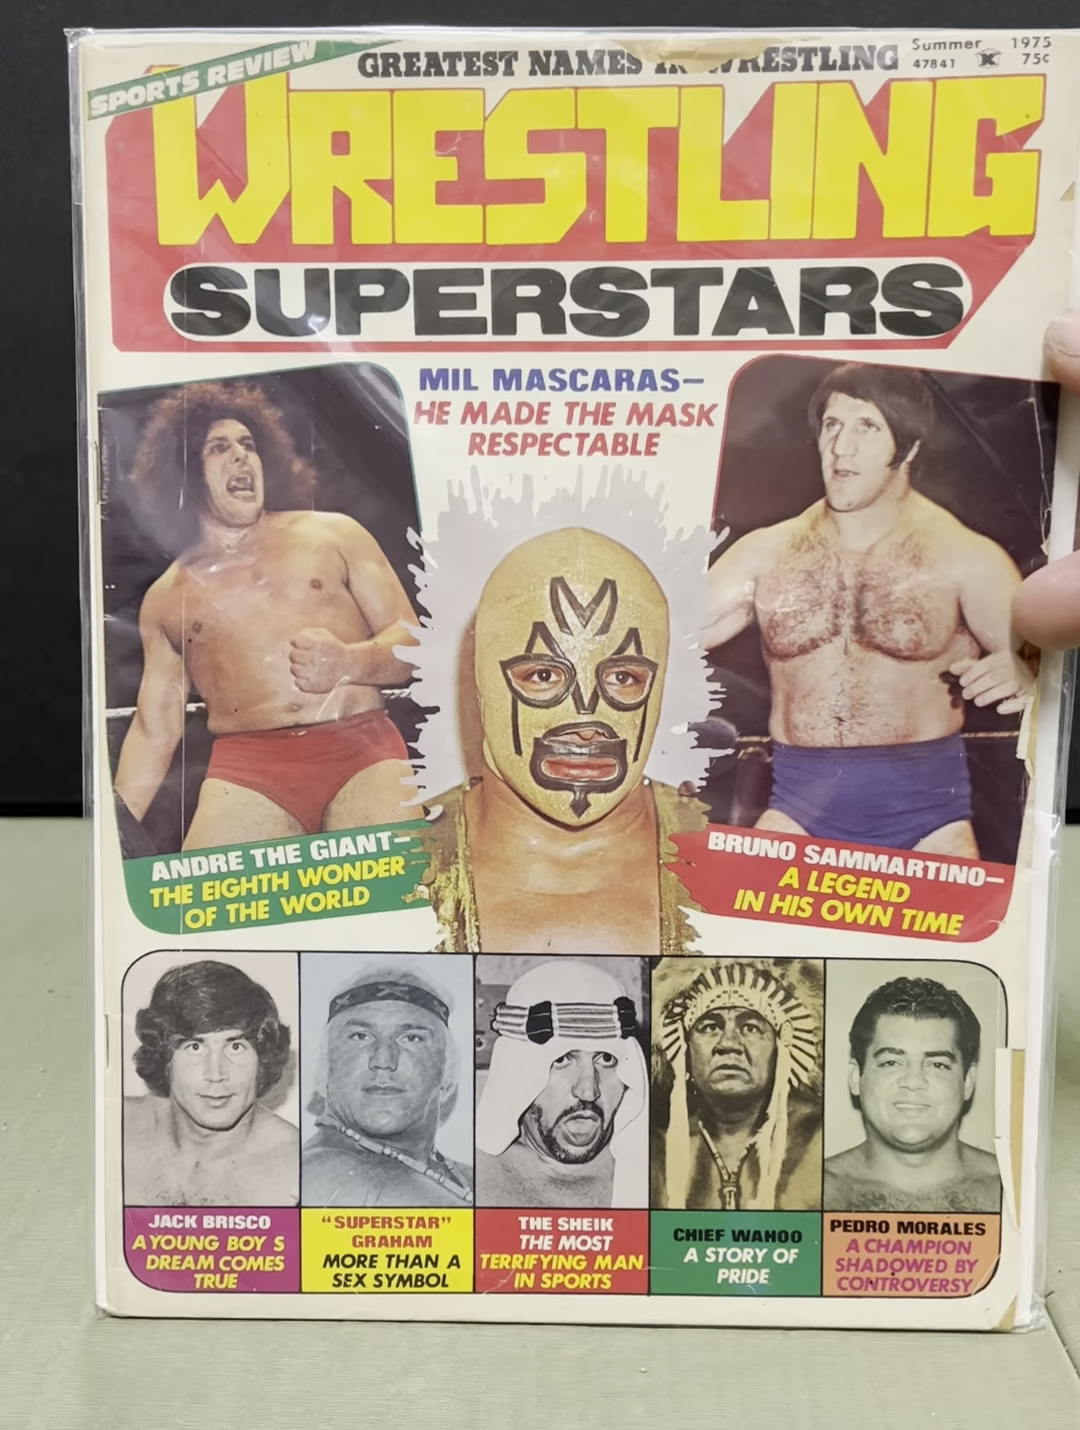 SPORTS REVIEW
GREATEST NAMES IN WRESTLING
Summer 1975
47841 K 75¢
WRESTLING
SUPERSTARS
MIL MASCARAS—
HE MADE THE MASK
RESPECTABLE
ANDRE THE GIANT—
THE EIGHTH WONDER
OF THE WORLD
BRUNO SAMMARTINO—
A LEGEND
IN HIS OWN TIME
JACK BRISCO
A YOUNG BOY S
DREAM COMES
TRUE
"SUPERSTAR"
GRAHAM
MORE THAN A
SEX SYMBOL
THE SHEIK
THE MOST
TERRIFYING MAN
IN SPORTS
CHIEF WAHOO
A STORY OF
PRIDE
PEDRO MORALES
A CHAMPION
SHADOWED BY
CONTROVERSY